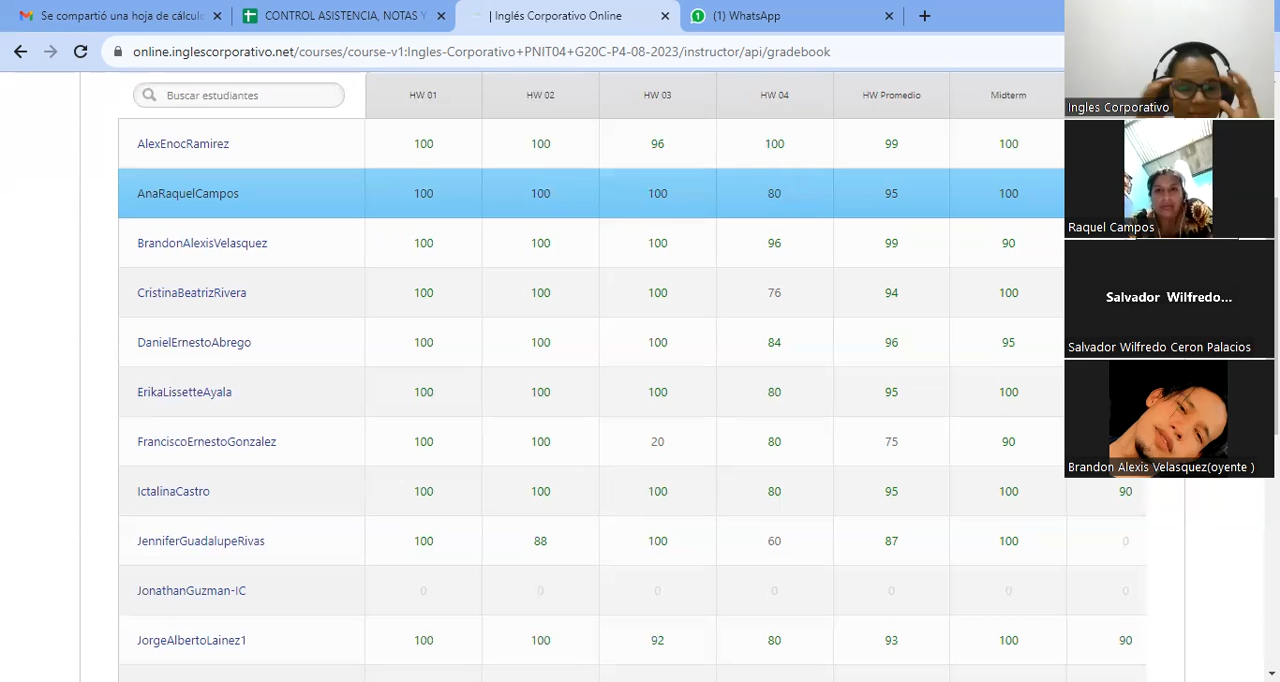 Se compartió una hoja de cálcul
CONTROL ASISTENCIA, NOTAS Y
| Inglés Corporativo Online
(1) WhatsApp
online.inglescorporativo.net/courses/course-v1:Ingles-Corporativo+PNIT04+G20C-P4-08-2023/instructor/api/gradebook
Buscar estudiantes HW 01 HW 02 HW 03 HW 04 HW Promedio Midterm
AlexEnocRamirez 100 100 96 100 99 100
AnaRaquelCampos 100 100 100 80 95 100
BrandonAlexisVelasquez 100 100 100 96 99 90
CristinaBeatrizRivera 100 100 100 76 94 100
DanielErnestoAbrego 100 100 100 84 96 95
ErikaLissetteAyala 100 100 100 80 95 100
FranciscoErnestoGonzalez 100 100 20 80 75 90
IctalinaCastro 100 100 100 80 95 100 90
JenniferGuadalupeRivas 100 88 100 60 87 100 0
JonathanGuzman-IC 0 0 0 0 0 0 0
JorgeAlbertoLainez1 100 100 92 80 93 100 90
Ingles Corporativo
Raquel Campos
Salvador Wilfredo...
Salvador Wilfredo Ceron Palacios
Brandon Alexis Velasquez(oyente )